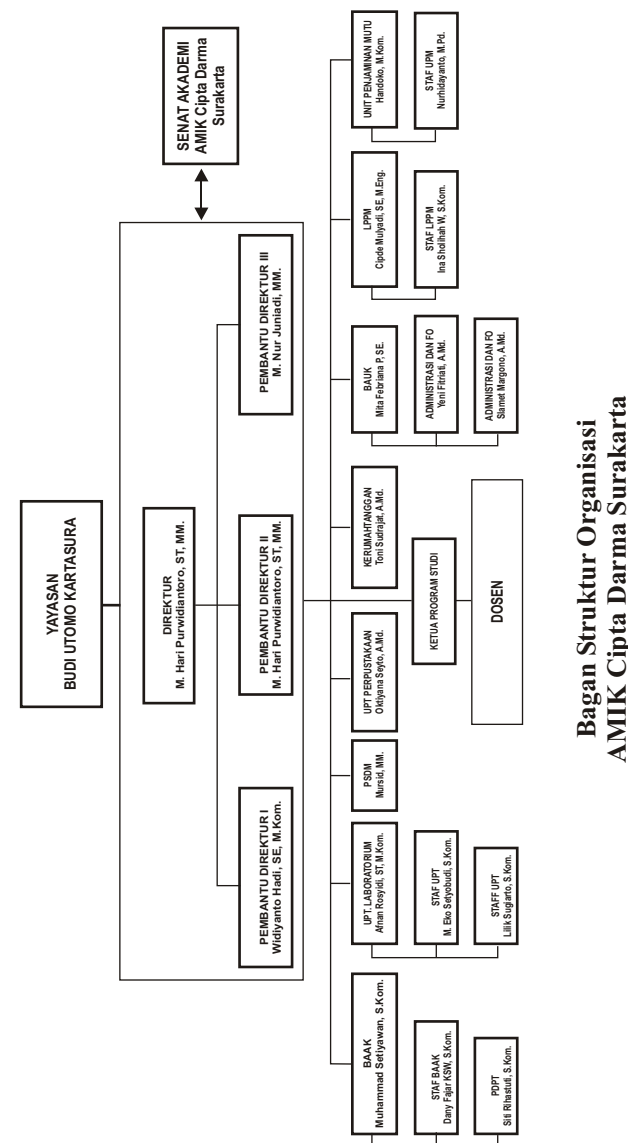 YAYASAN
BUDI UTOMO KARTASURA
SENAT AKADEMI
AMIK Cipta Darma
Surakarta
DIREKTUR
M. Hari Purwidiantoro, ST, MM.
PEMBANTU DIREKTUR I
Widiyanto Hadi, SE, M.Kom.
PEMBANTU DIREKTUR II
M. Hari Purwidiantoro, ST, MM.
PEMBANTU DIREKTUR III
M. Nur Juniadi, MM.
BAAK
Muhammad Setiyawan, S.Kom.
STAF BAAK
Dany Fajar KSW, S.Kom.
PDPT
Siti Rihastuti, S.Kom.
UPT. LABORATORIUM
Afnan Rosyidi, ST, M.Kom.
STAF UPT
M. Eko Setyobudi, S.Kom.
STAFF UPT
Lilik Sugiarto, S.Kom.
PSDM
Mursid, MM.
UPT PERPUSTAKAAN
Oktiyana Seyto, A.Md.
KERUMAHTANGGAN
Toni Sudrajat, A.Md.
BAUK
Mita Febriana P, SE.
ADMINISTRASI DAN FO
Yeni Fitriati, A.Md.
ADMINISTRASI DAN FO
Slamet Margono, A.Md.
LPPM
Cipde Mulyadi, SE, M.Eng.
STAF LPPM
Ina Sholihah W, S.Kom.
UNIT PENJAMINAN MUTU
Handoko, M.Kom.
STAF UPM
Nurhidayanto, M.Pd.
KETUA PROGRAM STUDI
DOSEN
Bagan Struktur Organisasi
AMIK Cipta Darma Surakarta